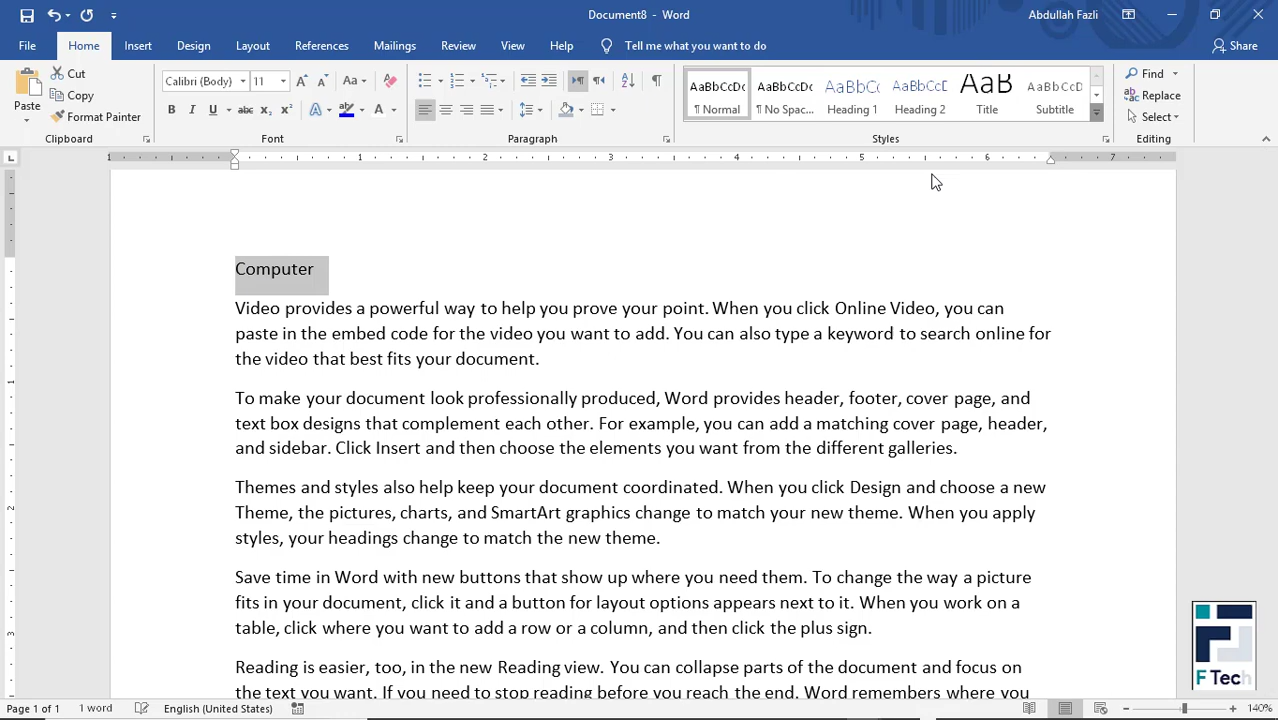 Document8 - Word
Abdullah Fazli
File Home Insert Design Layout References Mailings Review View Help Tell me what you want to do Share
Paste
Cut
Copy
Format Painter
Clipboard
Calibri (Body) 11
Aa
B I U abc x₂ x² A A
Font
Paragraph
AaBbCcDc AaBbCcDc AaBbCc AaBbCcD AaB AaBbCcD
¶ Normal ¶ No Spac... Heading 1 Heading 2 Title Subtitle
Styles
Find
Replace
Select
Editing
1 1 2 3 4 5 6 7
Computer
Video provides a powerful way to help you prove your point. When you click Online Video, you can
paste in the embed code for the video you want to add. You can also type a keyword to search online for
the video that best fits your document.
To make your document look professionally produced, Word provides header, footer, cover page, and
text box designs that complement each other. For example, you can add a matching cover page, header,
and sidebar. Click Insert and then choose the elements you want from the different galleries.
Themes and styles also help keep your document coordinated. When you click Design and choose a new
Theme, the pictures, charts, and SmartArt graphics change to match your new theme. When you apply
styles, your headings change to match the new theme.
Save time in Word with new buttons that show up where you need them. To change the way a picture
fits in your document, click it and a button for layout options appears next to it. When you work on a
table, click where you want to add a row or a column, and then click the plus sign.
Reading is easier, too, in the new Reading view. You can collapse parts of the document and focus on
the text you want. If you need to stop reading before you reach the end, Word remembers where you
F Tech
Page 1 of 1 1 word English (United States) 140%